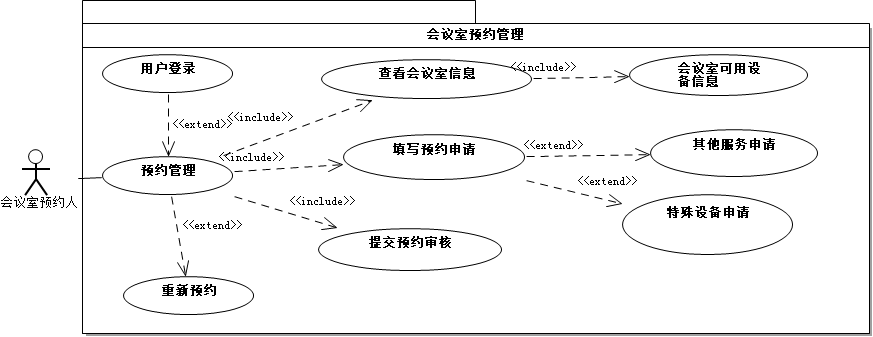 会议室预约管理
用户登录
查看会议室信息
<<include>>
会议室可用设
备信息
<<extend>>
<<include>>
填写预约申请
<<extend>>
其他服务申请
<<include>>
预约管理
会议室预约人
<<extend>>
特殊设备申请
<<include>>
<<extend>>
提交预约审核
重新预约